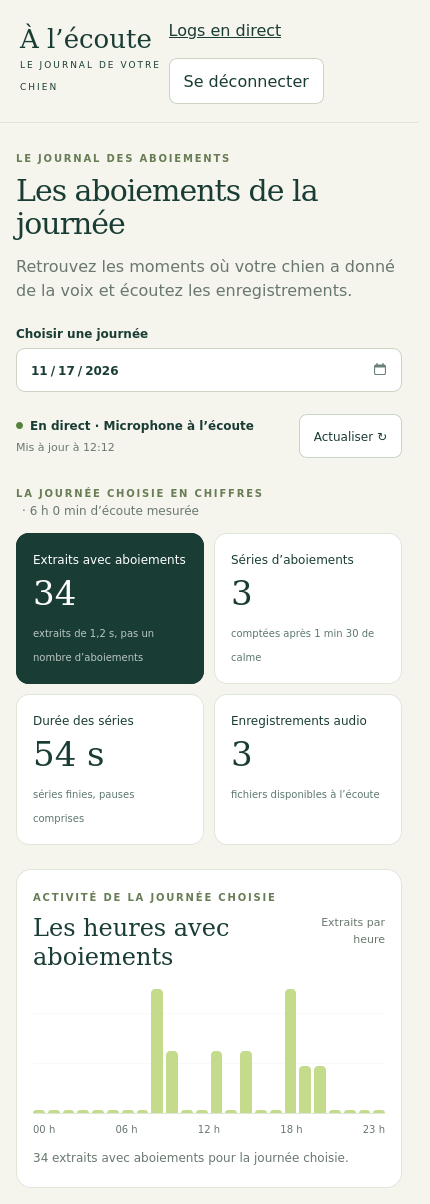 À l’écoute
LE JOURNAL DE VOTRE
CHIEN
Logs en direct
Se déconnecter
LE JOURNAL DES ABOIEMENTS
Les aboiements de la
journée
Retrouvez les moments où votre chien a donné
de la voix et écoutez les enregistrements.
Choisir une journée
11/17/2026
En direct · Microphone à l’écoute
Mis à jour à 12:12
Actualiser ↻
LA JOURNÉE CHOISIE EN CHIFFRES
· 6 h 0 min d’écoute mesurée
Extraits avec aboiements
34
extraits de 1,2 s, pas un
nombre d’aboiements
Séries d’aboiements
3
comptées après 1 min 30 de
calme
Durée des séries
54 s
séries finies, pauses
comprises
Enregistrements audio
3
fichiers disponibles à l’écoute
ACTIVITÉ DE LA JOURNÉE CHOISIE
Les heures avec
aboiements
Extraits par
heure
00 h 06 h 12 h 18 h 23 h
34 extraits avec aboiements pour la journée choisie.